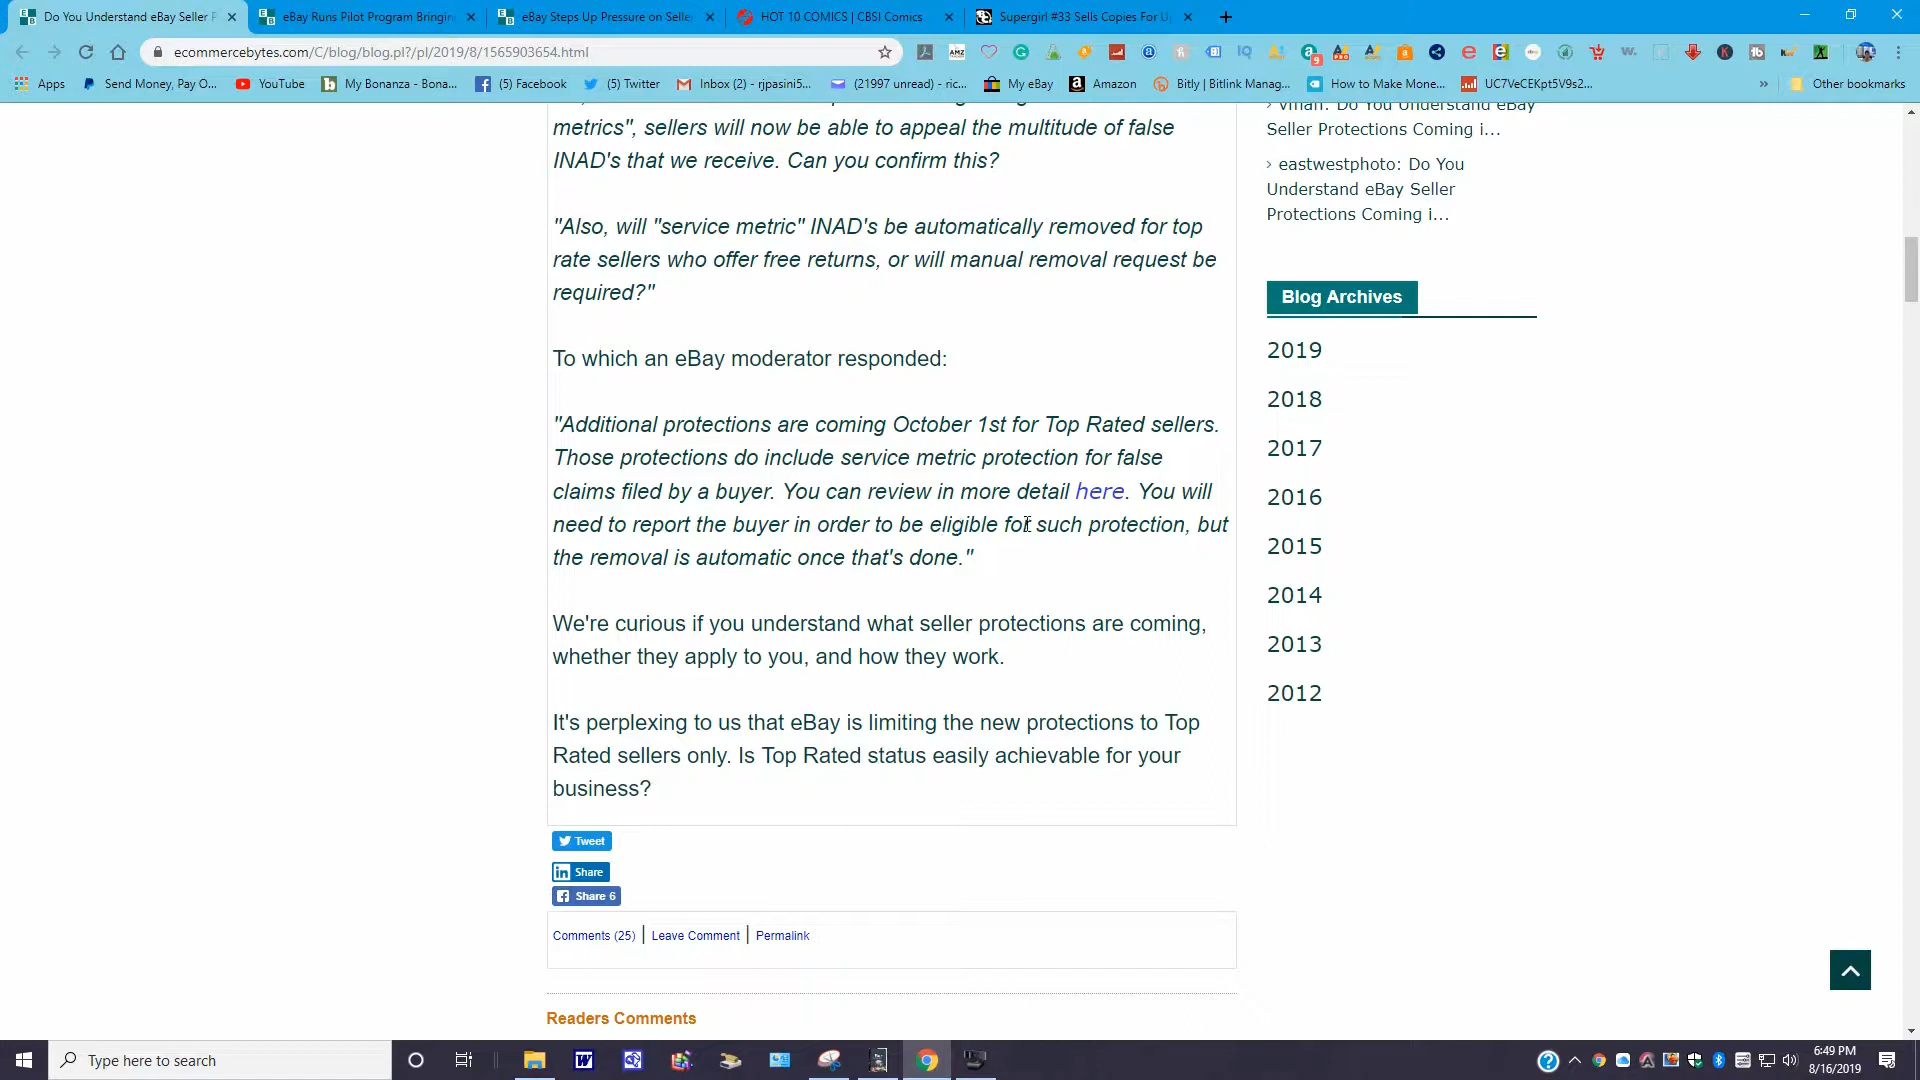 Do You Understand eBay Seller P
eBay Runs Pilot Program Bringin
eBay Steps Up Pressure on Selle
HOT 10 COMICS | CBSI Comics
Supergirl #33 Sells Copies For U
ecommercebytes.com/C/blog/blog.pl?/pl/2019/8/1565903654.html
Apps
Send Money, Pay O...
YouTube
My Bonanza - Bona...
(5) Facebook
(5) Twitter
Inbox (2) - rjpasini5...
(21997 unread) - ric...
My eBay
Amazon
Bitly | Bitlink Manag...
How to Make Mone...
UC7VeCEKpt5V9s2...
Other bookmarks
metrics", sellers will now be able to appeal the multitude of false
INAD's that we receive. Can you confirm this?
"Also, will "service metric" INAD's be automatically removed for top
rate sellers who offer free returns, or will manual removal request be
required?"
To which an eBay moderator responded:
"Additional protections are coming October 1st for Top Rated sellers.
Those protections do include service metric protection for false
claims filed by a buyer. You can review in more detail here. You will
need to report the buyer in order to be eligible for such protection, but
the removal is automatic once that's done."
We're curious if you understand what seller protections are coming,
whether they apply to you, and how they work.
It's perplexing to us that eBay is limiting the new protections to Top
Rated sellers only. Is Top Rated status easily achievable for your
business?
Tweet
Share
Share 6
Comments (25) | Leave Comment | Permalink
Readers Comments
› vman: Do You Understand eBay
Seller Protections Coming i...
› eastwestphoto: Do You
Understand eBay Seller
Protections Coming i...
Blog Archives
2019
2018
2017
2016
2015
2014
2013
2012
Type here to search
6:49 PM
8/16/2019